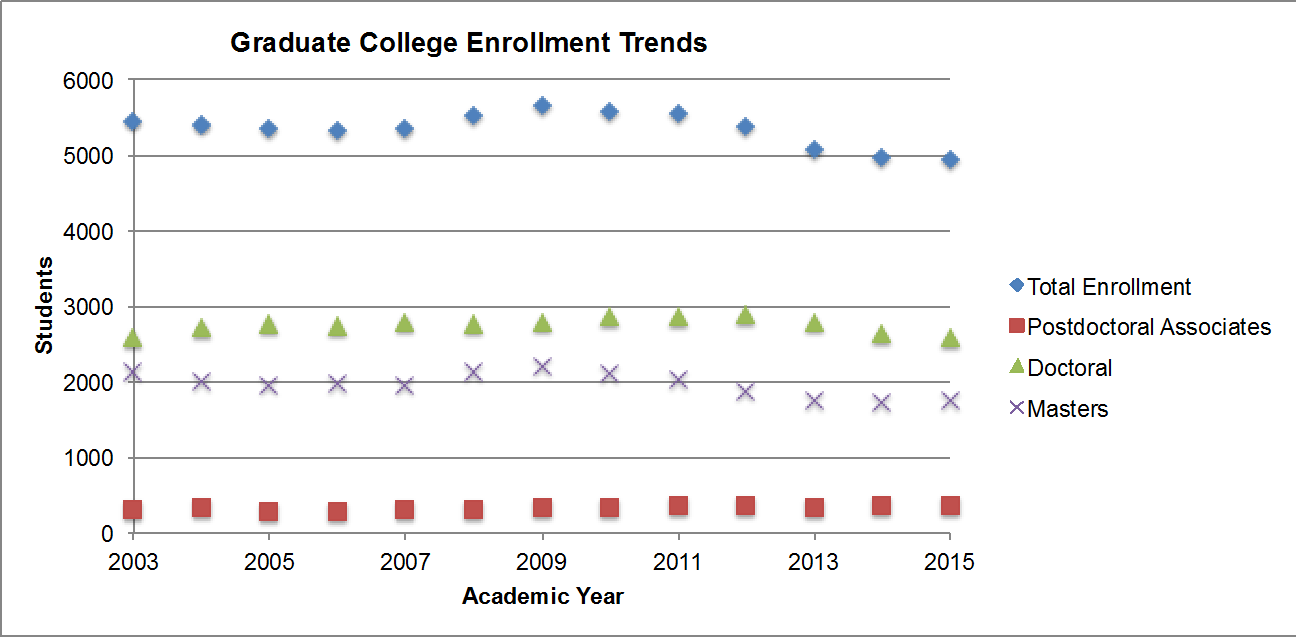 Graduate College Enrollment Trends
6000
5000
4000
3000
2000
1000
0
Students
2003 2005 2007 2009 2011 2013 2015
Academic Year
Total Enrollment
Postdoctoral Associates
Doctoral
Masters